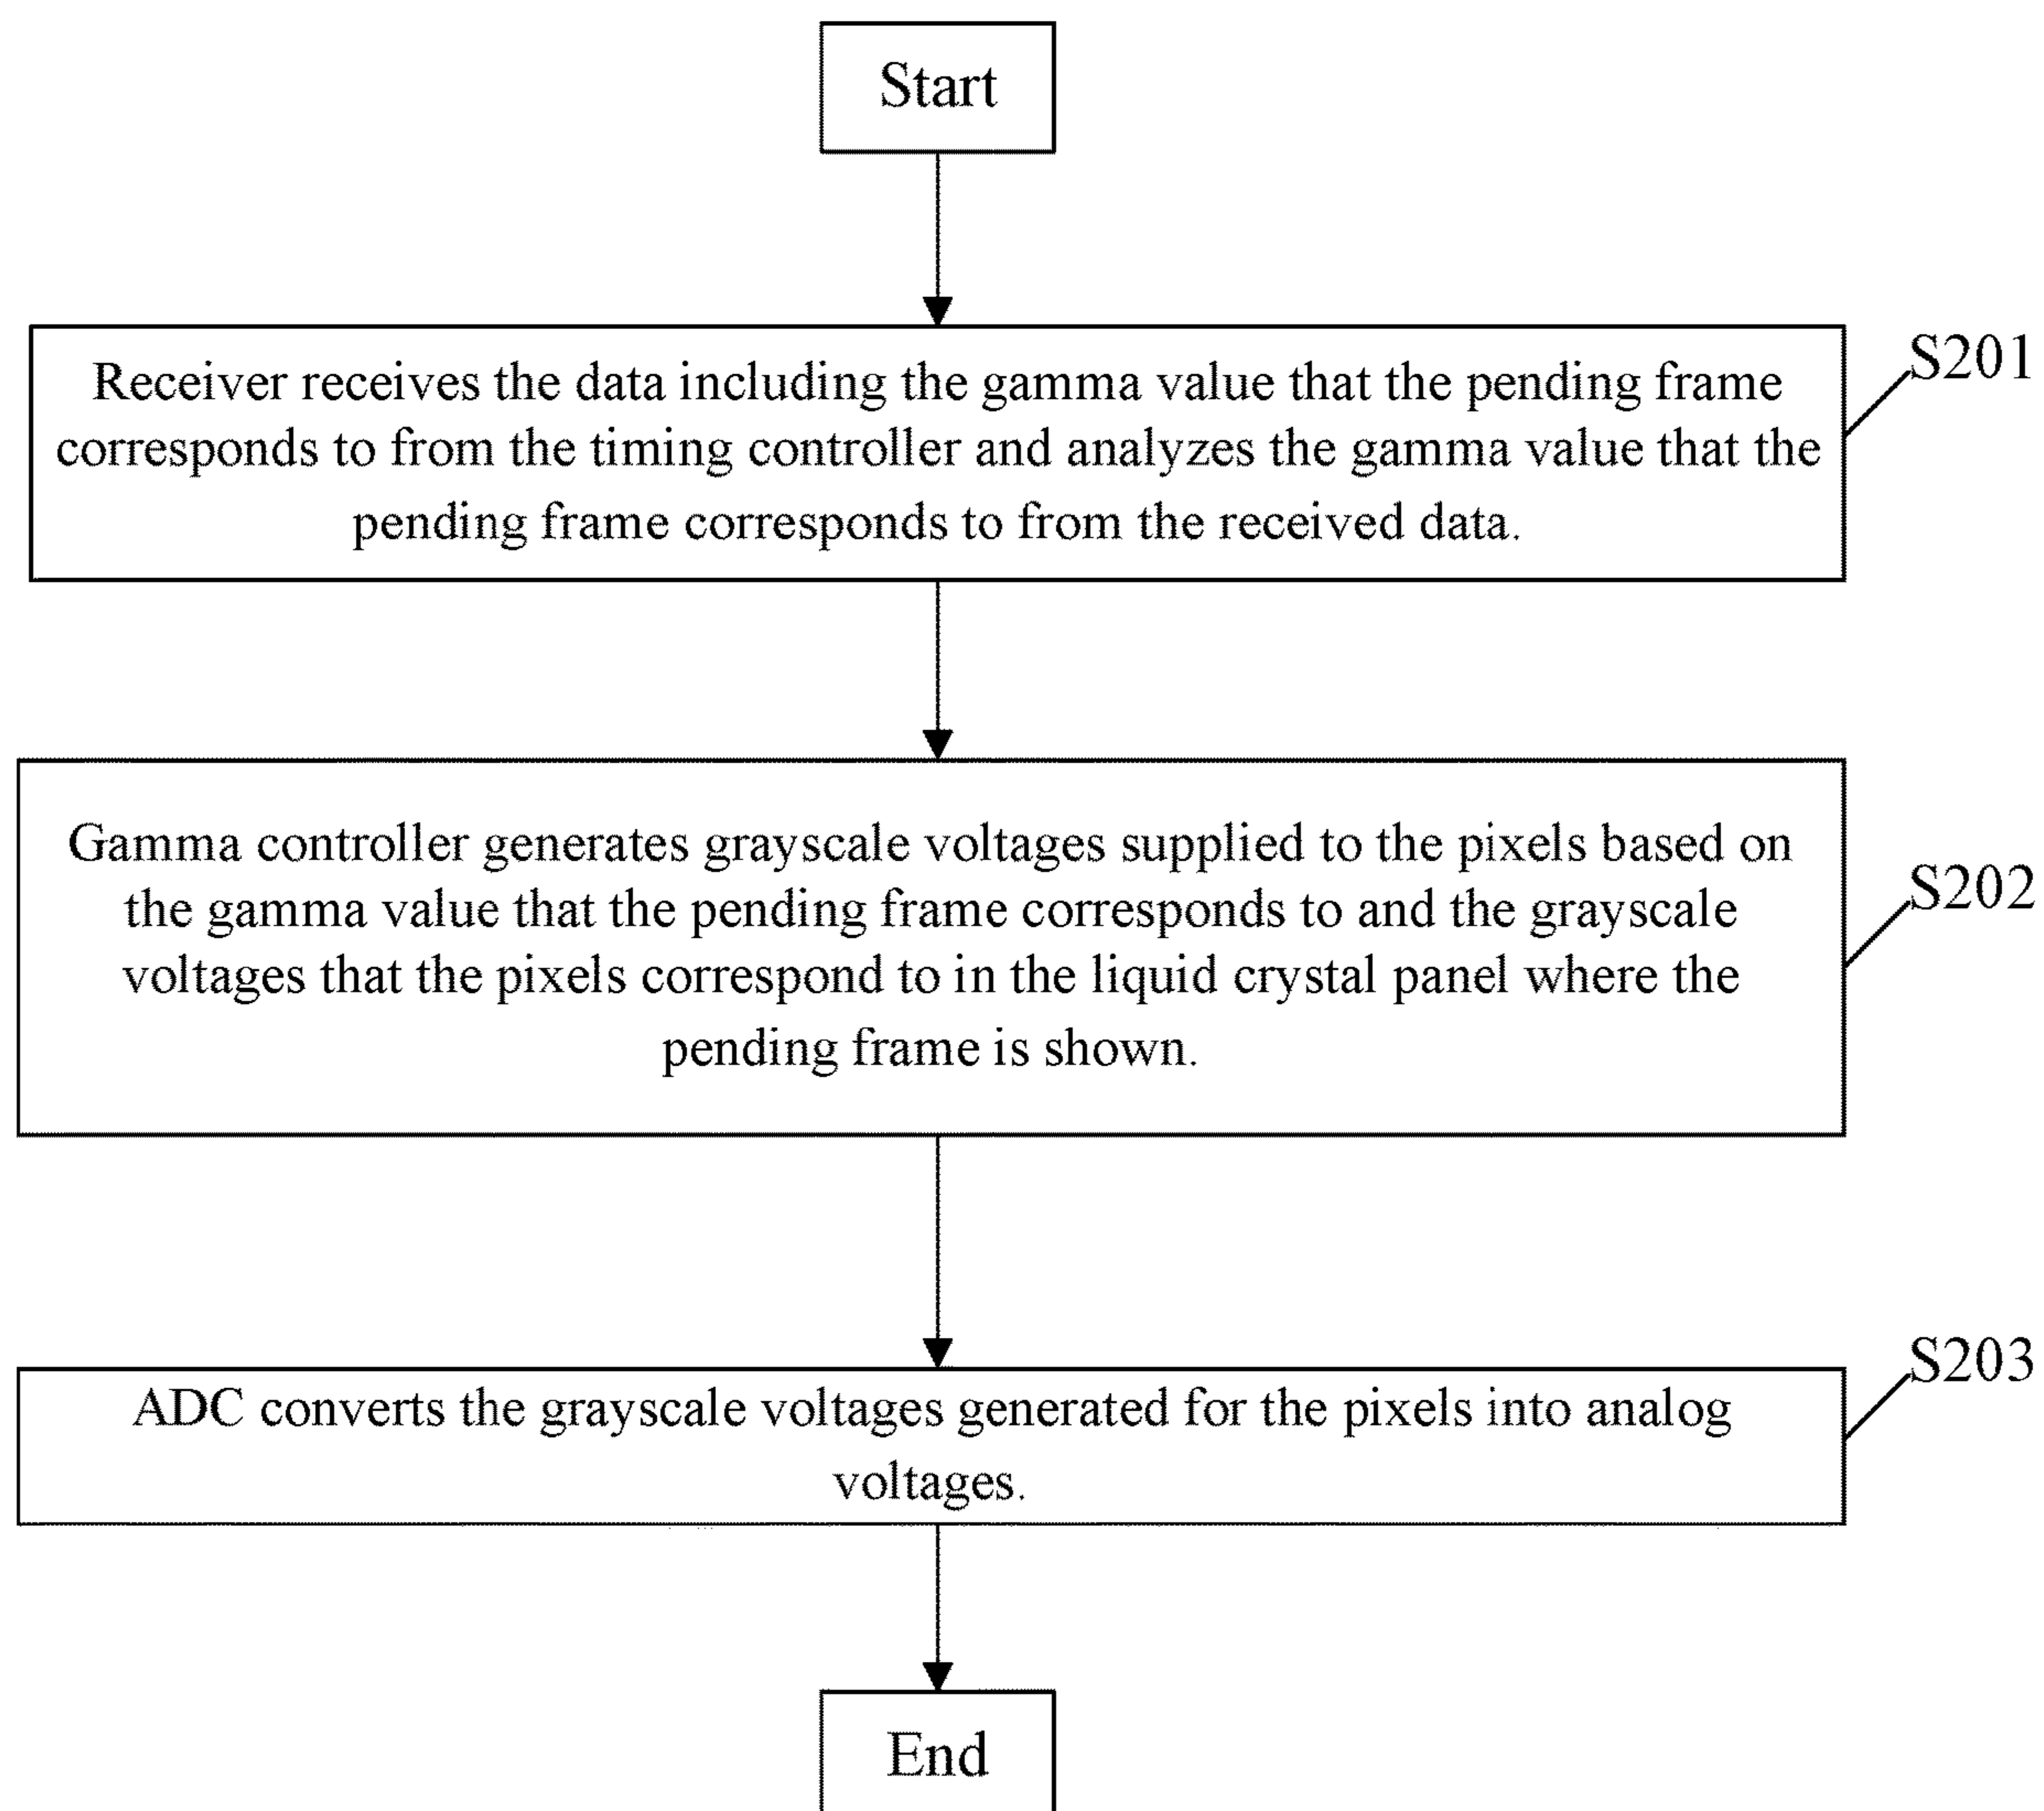 Start
Receiver receives the data including the gamma value that the pending frame
corresponds to from the timing controller and analyzes the gamma value that the
pending frame corresponds to from the received data.
S201
Gamma controller generates grayscale voltages supplied to the pixels based on
the gamma value that the pending frame corresponds to and the grayscale
voltages that the pixels correspond to in the liquid crystal panel where the
pending frame is shown.
S202
ADC converts the grayscale voltages generated for the pixels into analog
voltages.
S203
End